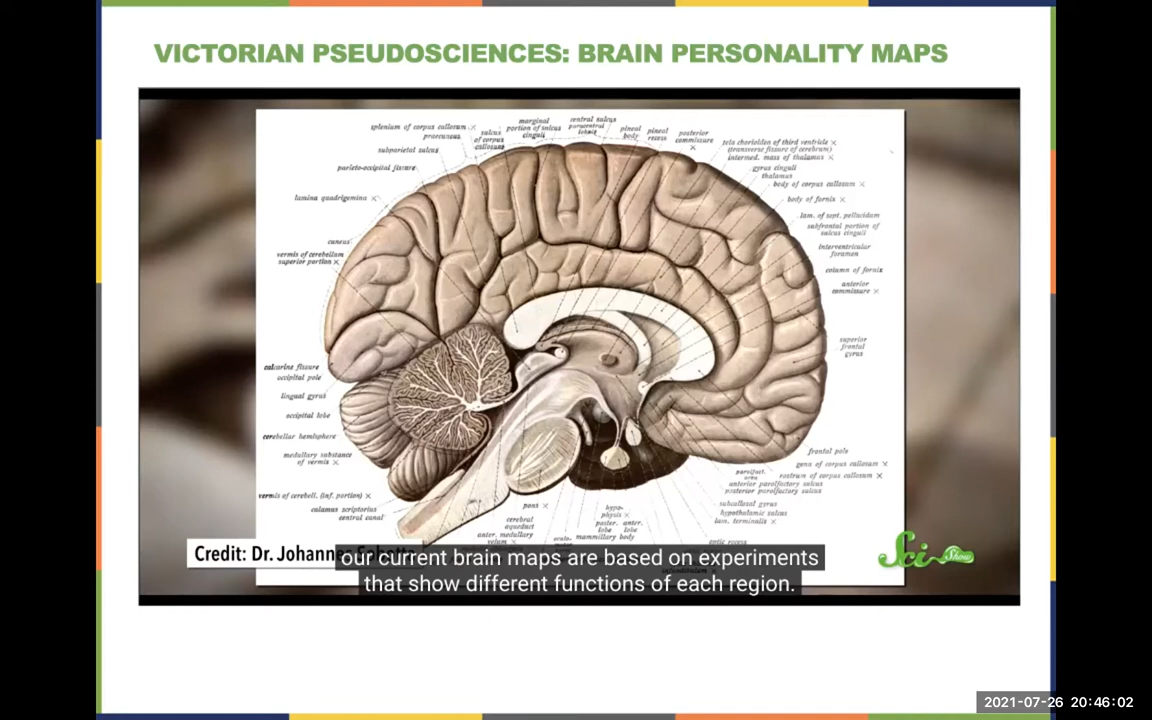 VICTORIAN PSEUDOSCIENCES: BRAIN PERSONALITY MAPS
splenium of corpus callosum ×
precuneus
subparietal sulcus
parieto-occipital fissure
lamina quadrigemina ×
cuneus
vermis of cerebellum
superior portion ×
calcarine fissure
occipital pole
lingual gyrus
occipital lobe
cerebellar hemisphere
medullary substance
of vermis ×
vermis of cerebell. (inf. portion) ×
calamus scriptorius
central canal
sulcus
of corpus
callosum
marginal
portion of sulcus
cinguli
central sulcus
paracentral
lobule
pineal
body
pineal
recess
posterior
commissure
×
tela chorioidea of third ventricle ×
(transverse fissure of cerebrum)
intermed. mass of thalamus ×
gyrus cinguli
thalamus
body of corpus callosum ×
body of fornix ×
lam. of sept. pellucidum
subfrontal portion of
sulcus cinguli
interventricular
foramen
column of fornix
anterior
commissure ×
superior
frontal
gyrus
frontal pole
genu of corpus callosum ×
rostrum of corpus callosum ×
parolfact.
area
anterior parolfactory sulcus
posterior parolfactory sulcus
subcallosal gyrus
hypothalamic sulcus
lam. terminalis ×
optic recess
pons ×
cerebral
aqueduct
anter. medullary
velum ×
hypo-
physis ×
poster. anter.
lobe lobe
mammillary body
Credit: Dr. Johannes
our current brain maps are based on experiments
that show different functions of each region.
Sci Show
2021-07-26 20:46:02